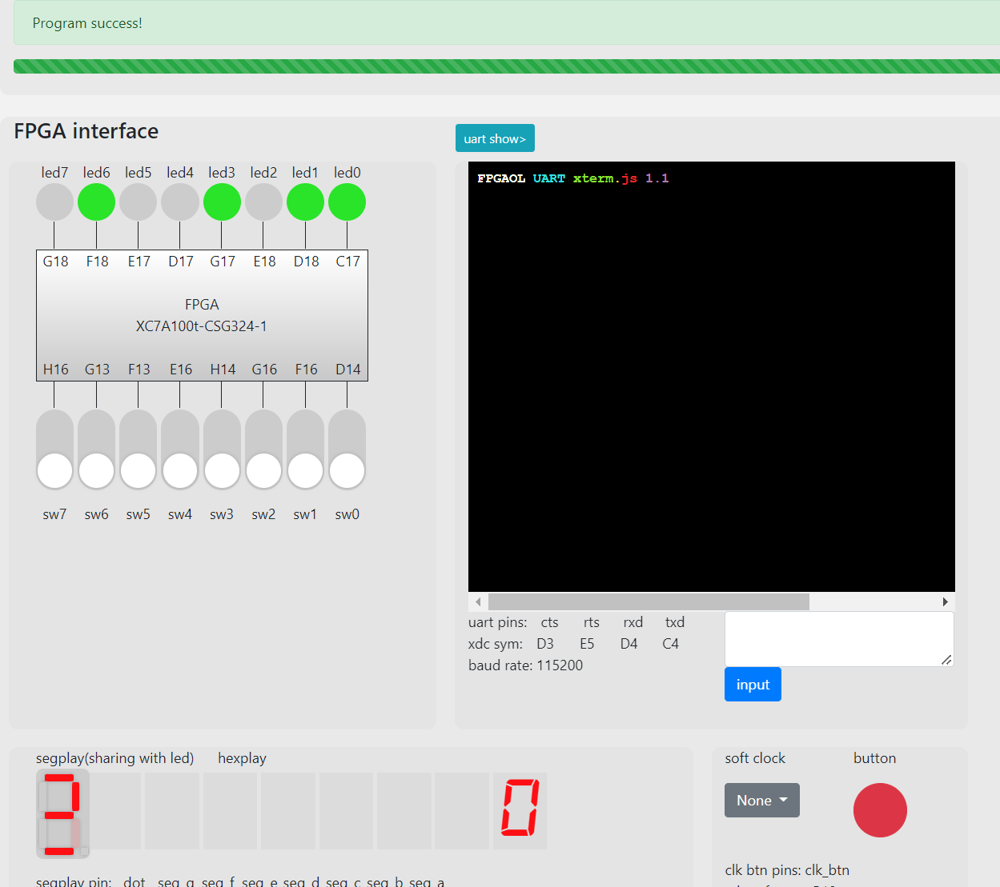 Program success!
FPGA interface
uart show>
led7 led6 led5 led4 led3 led2 led1 led0
G18 F18 E17 D17 G17 E18 D18 C17
FPGA
XC7A100t-CSG324-1
H16 G13 F13 E16 H14 G16 F16 D14
sw7 sw6 sw5 sw4 sw3 sw2 sw1 sw0
FPGAOL UART xterm.js 1.1
uart pins: cts rts rxd txd
xdc sym: D3 E5 D4 C4
baud rate: 115200
input
segplay(sharing with led) hexplay
0
segplay pin: dot seg_g seg_f seg_e seg_d seg_c seg_b seg_a
soft clock button
None
clk btn pins: clk_btn